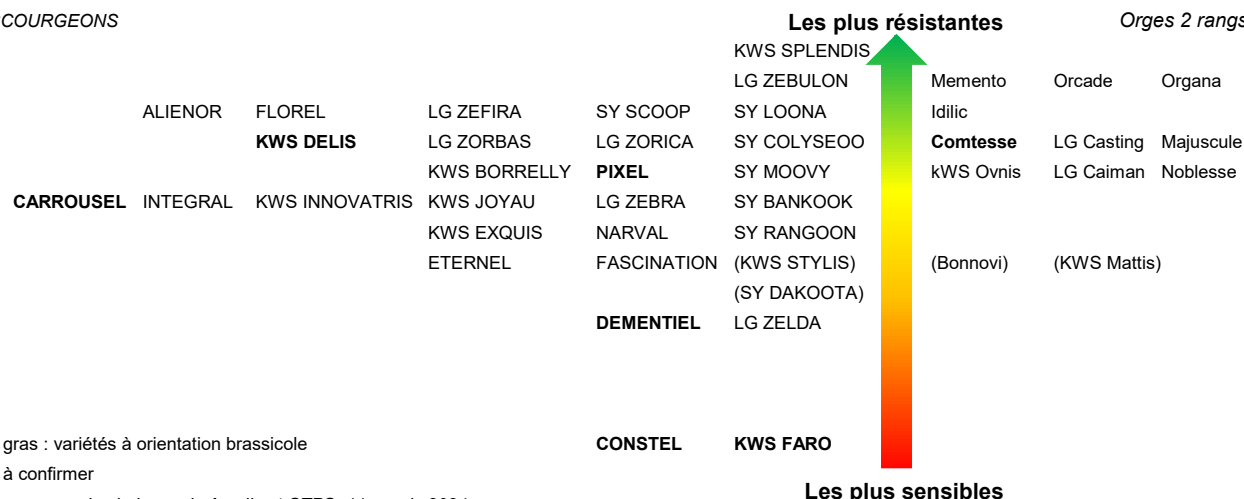 COURGEONS Les plus résistantes Orges 2 rangs
KWS SPLENDIS
LG ZEBULON Memento Orcade Organa
ALIENOR FLOREL LG ZEFIRA SY SCOOP SY LOONA Idilic
KWS DELIS LG ZORBAS LG ZORICA SY COLYSEOO Comtesse LG Casting Majuscule
KWS BORRELLY PIXEL SY MOOVY kWS Ovnis LG Caiman Noblesse
CARROUSEL INTEGRAL KWS INNOVATRIS KWS JOYAU LG ZEBRA SY BANKOOK
KWS EXQUIS NARVAL SY RANGOON
ETERNEL FASCINATION (KWS STYLIS) (Bonnovi) (KWS Mattis)
(SY DAKOOTA)
DEMENTIEL LG ZELDA
gras : variétés à orientation brassicole CONSTEL KWS FARO
à confirmer
Les plus sensibles